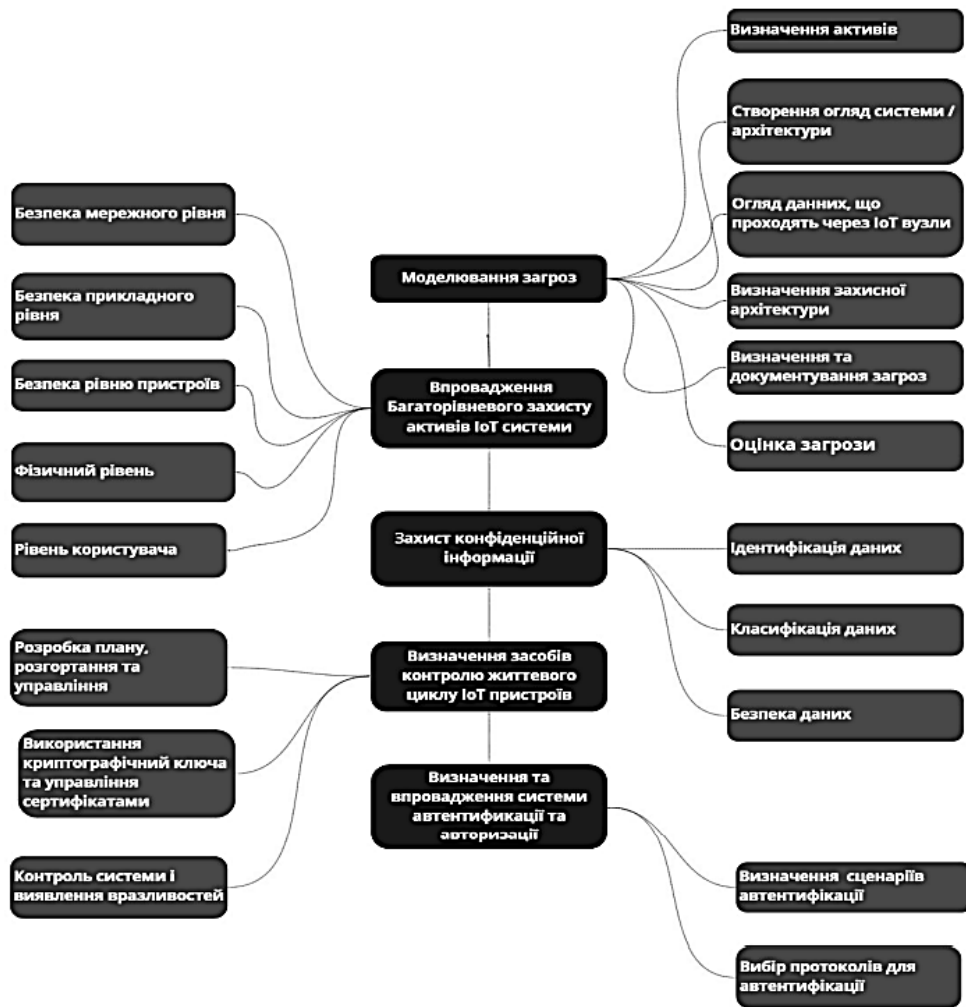 Визначення активів
Створення огляд системы /
архітектури
Огляд данних, що
проходять через IoT вузли
Визначення захисної
архітектури
Визначення та
документування загроз
Оцінка загрози
Моделювання загроз
Безпека мережного рівня
Безпека прикладного
рівня
Безпека рівню пристроїв
Фізичний рівень
Рівень користувача
Впровадження
Багаторівневого захисту
активів IoT системи
Захист конфіденційної
інформації
Ідентифікація даних
Класифікація даних
Безпека даних
Визначення засобів
контролю життєвого
циклу IoT пристроїв
Розробка плану,
розгортання та
управління
Використання
криптографічний ключа
та управління
сертифікатами
Контроль системи і
виявлення вразливостей
Визначення та
впровадження системи
автентификації та
авторизації
Визначення сценаріїв
автентифікації
Вибір протоколів для
автентифікації